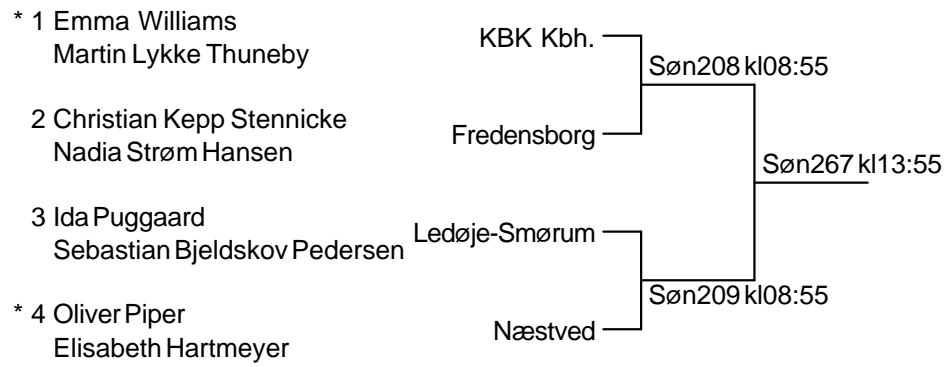 * 1 Emma Williams
Martin Lykke Thuneby
KBK Kbh.
Søn208 kl08:55
2 Christian Kepp Stennicke
Nadia Strøm Hansen
Fredensborg
Søn267 kl13:55
3 Ida Puggaard
Sebastian Bjeldskov Pedersen
Ledøje-Smørum
Søn209 kl08:55
* 4 Oliver Piper
Elisabeth Hartmeyer
Næstved